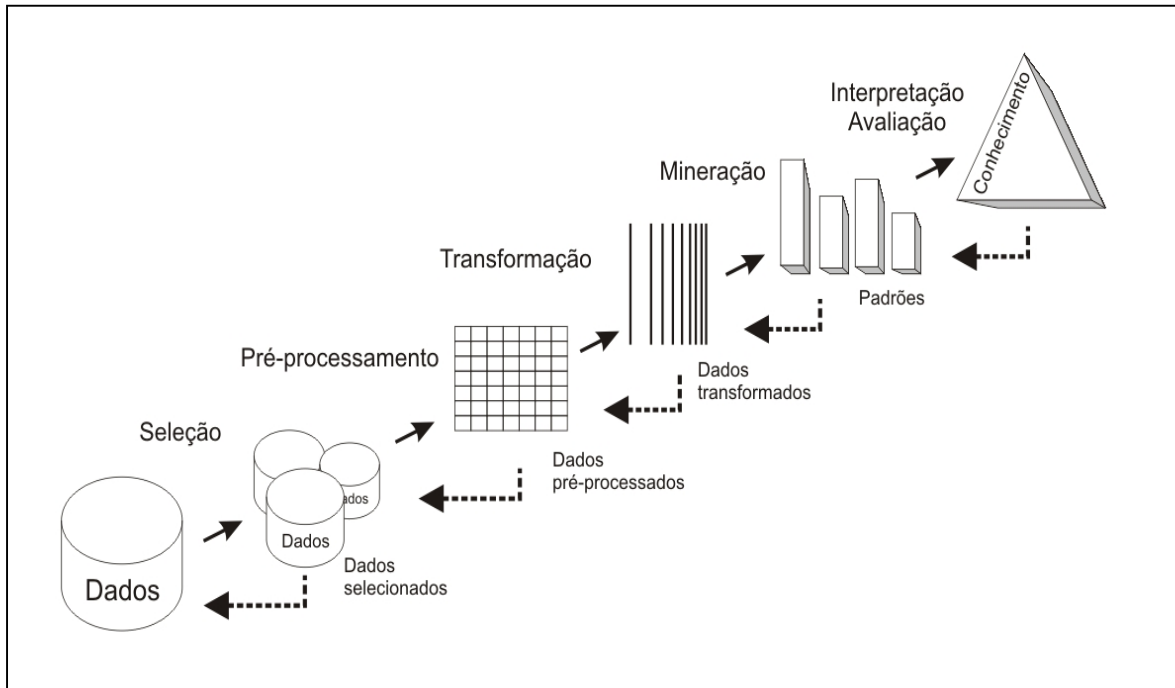 Interpretação
Avaliação
Conhecimento
Mineração
Padrões
Transformação
Dados
transformados
Pré-processamento
Dados
pré-processados
Seleção
Dados
Dados
selecionados
Dados